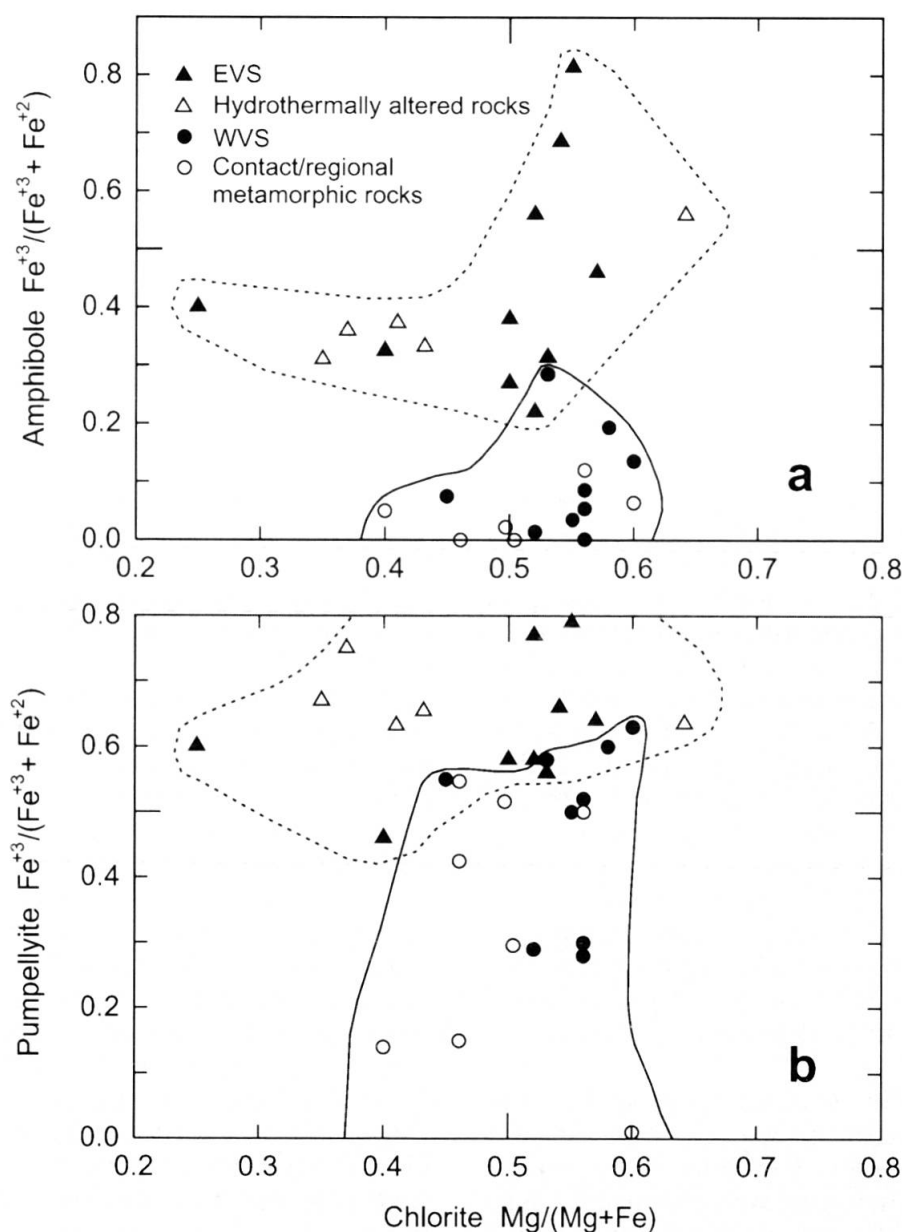 0.8
0.6
0.4
0.2
0.0
Amphibole Fe+3/(Fe+3 + Fe+2)
▲ EVS
△ Hydrothermally altered rocks
● WVS
○ Contact/regional
metamorphic rocks
a
0.2 0.3 0.4 0.5 0.6 0.7 0.8
0.8
0.6
0.4
0.2
0.0
Pumpellyite Fe+3/(Fe+3 + Fe+2)
b
0.2 0.3 0.4 0.5 0.6 0.7 0.8
Chlorite Mg/(Mg+Fe)